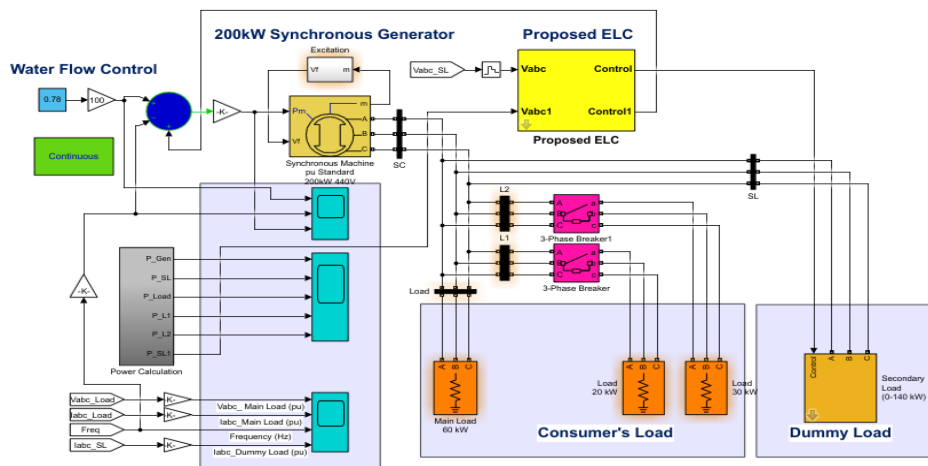 200kW Synchronous Generator
Proposed ELC
Water Flow Control
Excitation
Vf
m
Vabc_SL
Vabc
Control
Vabc1
Control1
Proposed ELC
0.78
100
-K-
Pm
Vf
m
A
B
C
SC
Synchronous Machine
pu Standard
200kW 440V
Continuous
SL
L2
A
B
C
a
b
c
3-Phase Breaker1
L1
A
B
C
a
b
c
3-Phase Breaker
P_Gen
P_SL
P_Load
P_L1
P_L2
P_SL1
Power Calculation
-K-
Load
A
B
C
Main Load
60 kW
A
B
C
Load
20 kW
A
B
C
Load
30 kW
Control
A
B
C
Secondary
Load
(0-140 kW)
Vabc_Load
K-
Vabc_ Main Load (pu)
Iabc_Load
K-
Iabc_Main Load (pu)
Freq
Frequency (Hz)
Iabc_SL
K-
Iabc_Dummy Load (pu)
Consumer's Load
Dummy Load